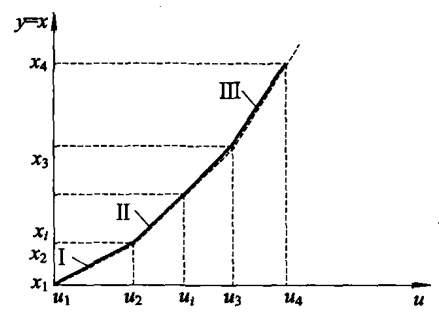 y=x
x₄
III
x₃
II
xᵢ
x₂
I
x₁
u₁ u₂ uᵢ u₃ u₄ u